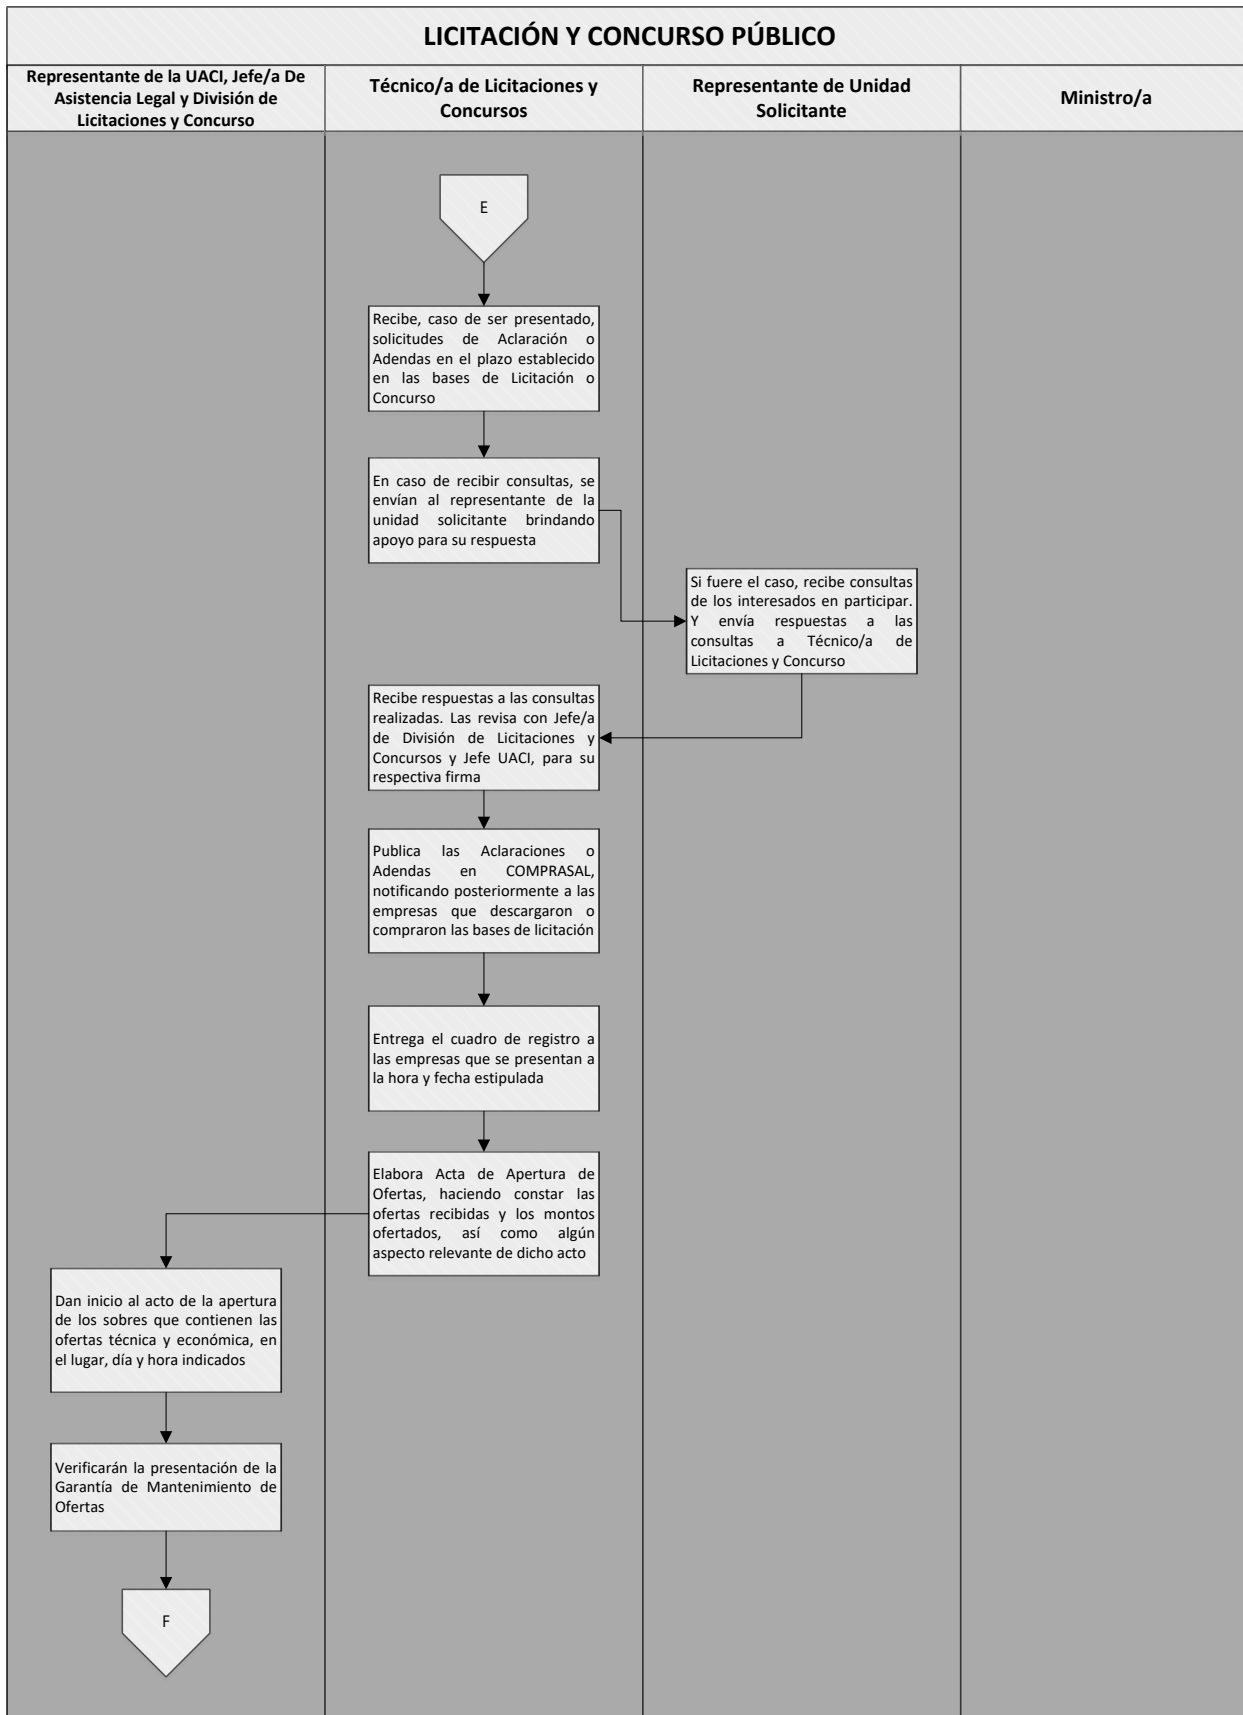 LICITACIÓN Y CONCURSO PÚBLICO
Representante de la UACI, Jefe/a De
Asistencia Legal y División de
Licitaciones y Concurso
Técnico/a de Licitaciones y
Concursos
Representante de Unidad
Solicitante
Ministro/a
E
Recibe, caso de ser presentado,
solicitudes de Aclaración o
Adendas en el plazo establecido
en las bases de Licitación o
Concurso
En caso de recibir consultas, se
envían al representante de la
unidad solicitante brindando
apoyo para su respuesta
Si fuere el caso, recibe consultas
de los interesados en participar.
Y envía respuestas a las
consultas a Técnico/a de
Licitaciones y Concurso
Recibe respuestas a las consultas
realizadas. Las revisa con Jefe/a
de División de Licitaciones y
Concursos y Jefe UACI, para su
respectiva firma
Publica las Aclaraciones o
Adendas en COMPRASAL,
notificando posteriormente a las
empresas que descargaron o
compraron las bases de licitación
Entrega el cuadro de registro a
las empresas que se presentan a
la hora y fecha estipulada
Elabora Acta de Apertura de
Ofertas, haciendo constar las
ofertas recibidas y los montos
ofertados, así como algún
aspecto relevante de dicho acto
Dan inicio al acto de la apertura
de los sobres que contienen las
ofertas técnica y económica, en
el lugar, día y hora indicados
Verificarán la presentación de la
Garantía de Mantenimiento de
Ofertas
F